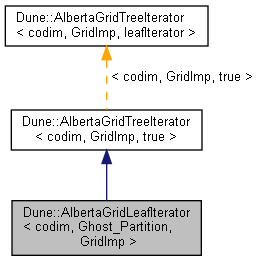 Dune::AlbertaGridTreeIterator
< codim, GridImp, leafIterator >
< codim, GridImp, true >
Dune::AlbertaGridTreeIterator
< codim, GridImp, true >
Dune::AlbertaGridLeafIterator
< codim, Ghost_Partition,
GridImp >